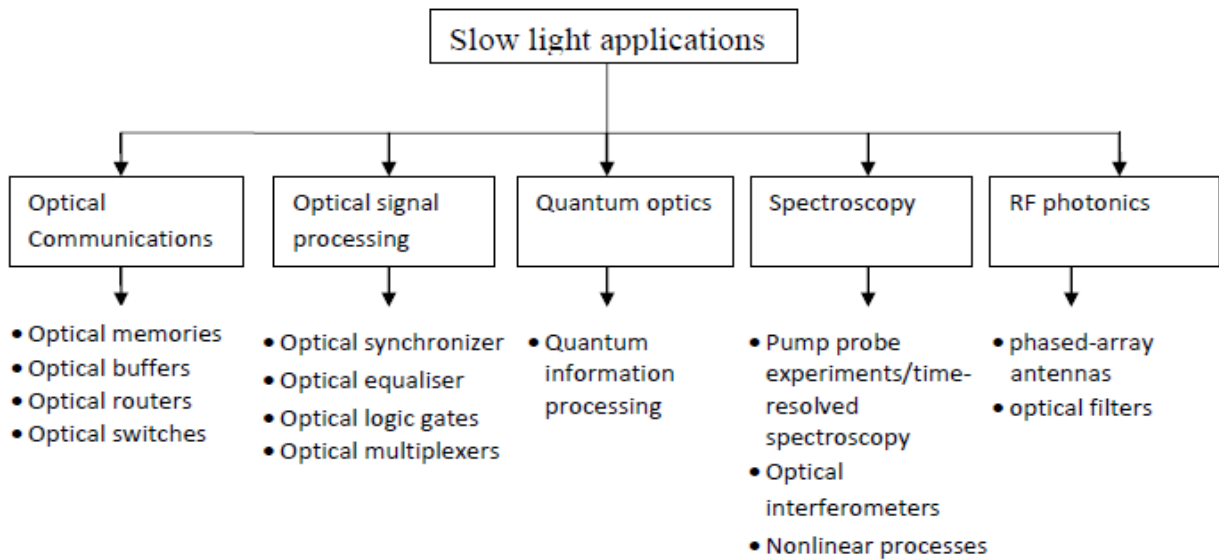 Slow light applications
Optical
Communications
Optical signal
processing
Quantum optics
Spectroscopy
RF photonics
• Optical memories
• Optical buffers
• Optical routers
• Optical switches
• Optical synchronizer
• Optical equaliser
• Optical logic gates
• Optical multiplexers
• Quantum
information
processing
• Pump probe
experiments/time-
resolved
spectroscopy
• Optical
interferometers
• Nonlinear processes
• phased-array
antennas
• optical filters